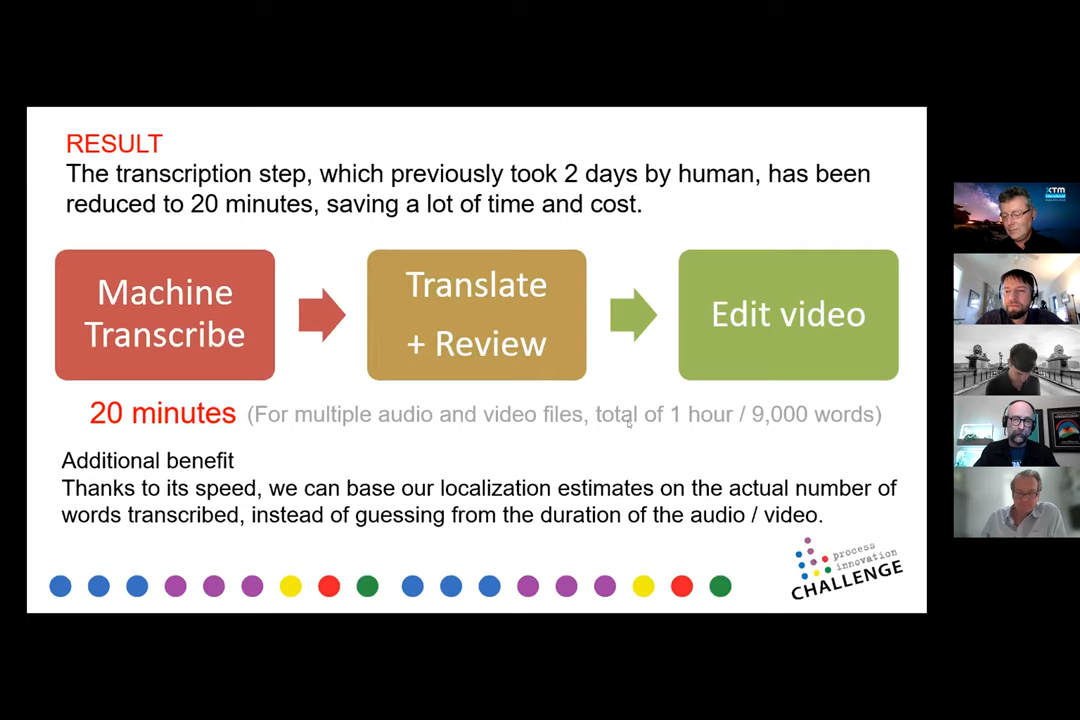 RESULT
The transcription step, which previously took 2 days by human, has been
reduced to 20 minutes, saving a lot of time and cost.
Machine
Transcribe
Translate
+ Review
Edit video
20 minutes (For multiple audio and video files, total of 1 hour / 9,000 words)
Additional benefit
Thanks to its speed, we can base our localization estimates on the actual number of
words transcribed, instead of guessing from the duration of the audio / video.
process
innovation
CHALLENGE
XTM
International